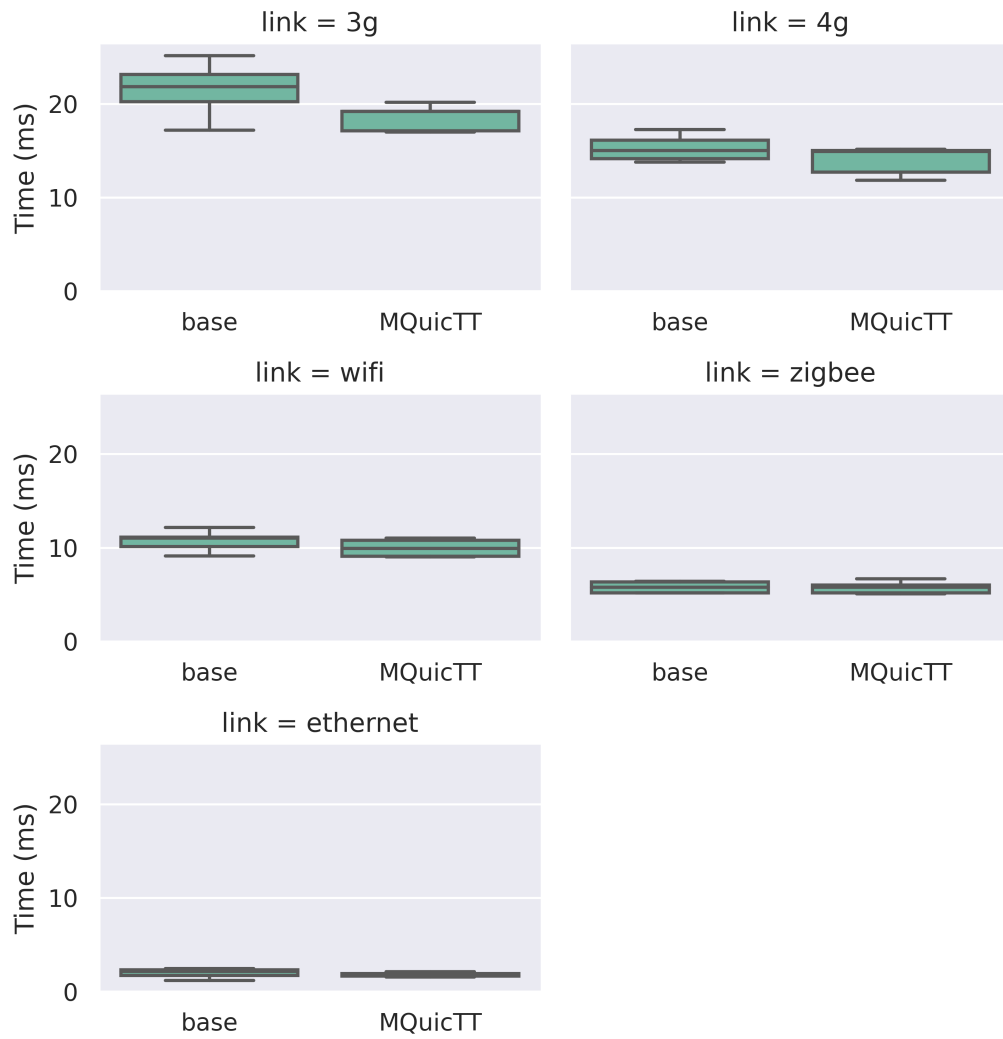 link = 3g
link = 4g
Time (ms)
20
10
0
base
MQuicTT
base
MQuicTT
link = wifi
link = zigbee
Time (ms)
20
10
0
base
MQuicTT
base
MQuicTT
link = ethernet
Time (ms)
20
10
0
base
MQuicTT